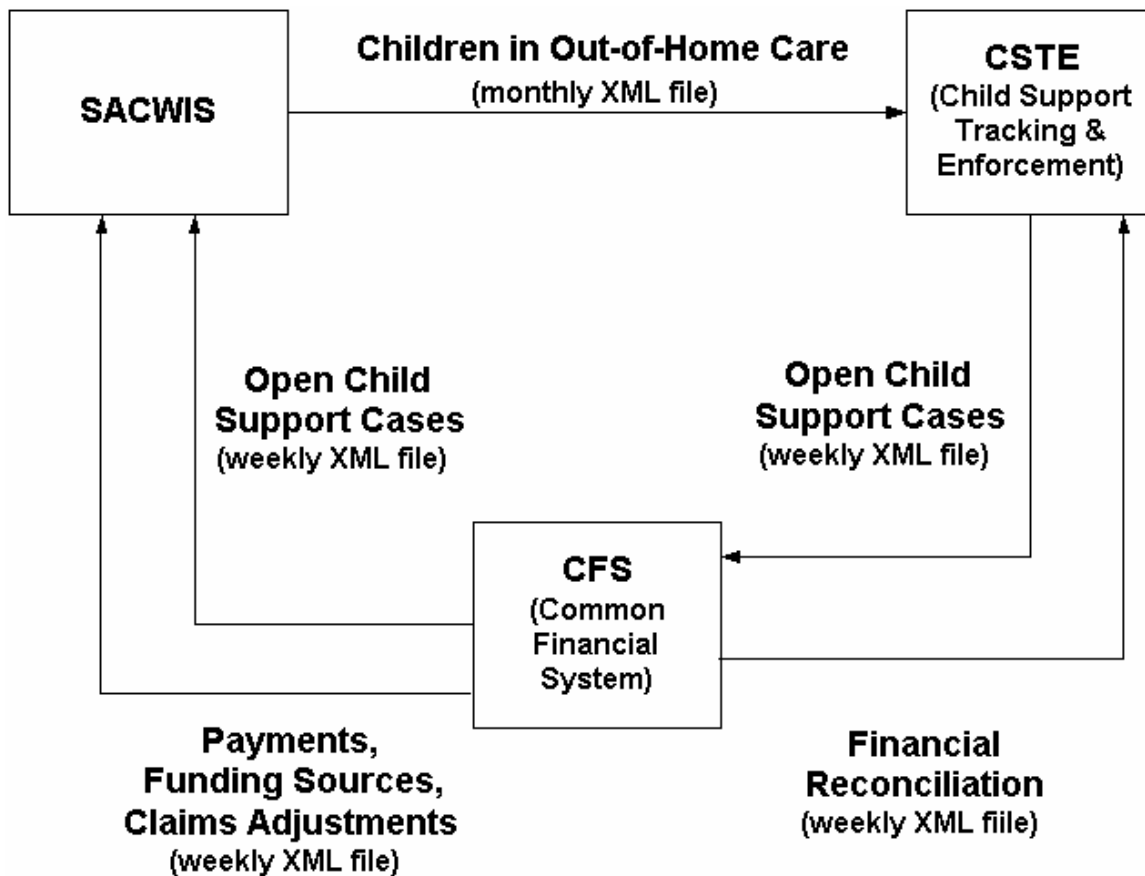 Children in Out-of-Home Care
(monthly XML file)
SACWIS
CSTE
(Child Support
Tracking &
Enforcement)
Open Child
Support Cases
(weekly XML file)
Open Child
Support Cases
(weekly XML file)
CFS
(Common
Financial
System)
Payments,
Funding Sources,
Claims Adjustments
(weekly XML file)
Financial
Reconciliation
(weekly XML fiile)